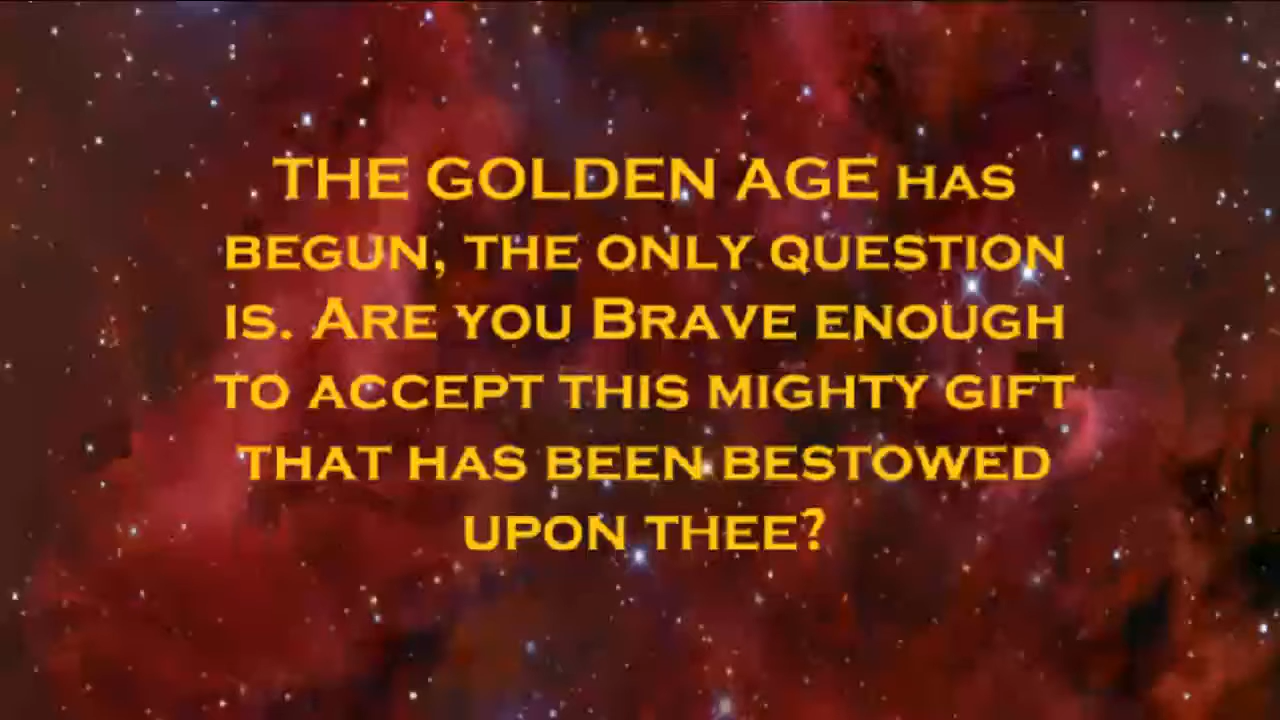 THE GOLDEN AGE HAS
BEGUN, THE ONLY QUESTION
IS. ARE YOU BRAVE ENOUGH
TO ACCEPT THIS MIGHTY GIFT
THAT HAS BEEN BESTOWED
UPON THEE?